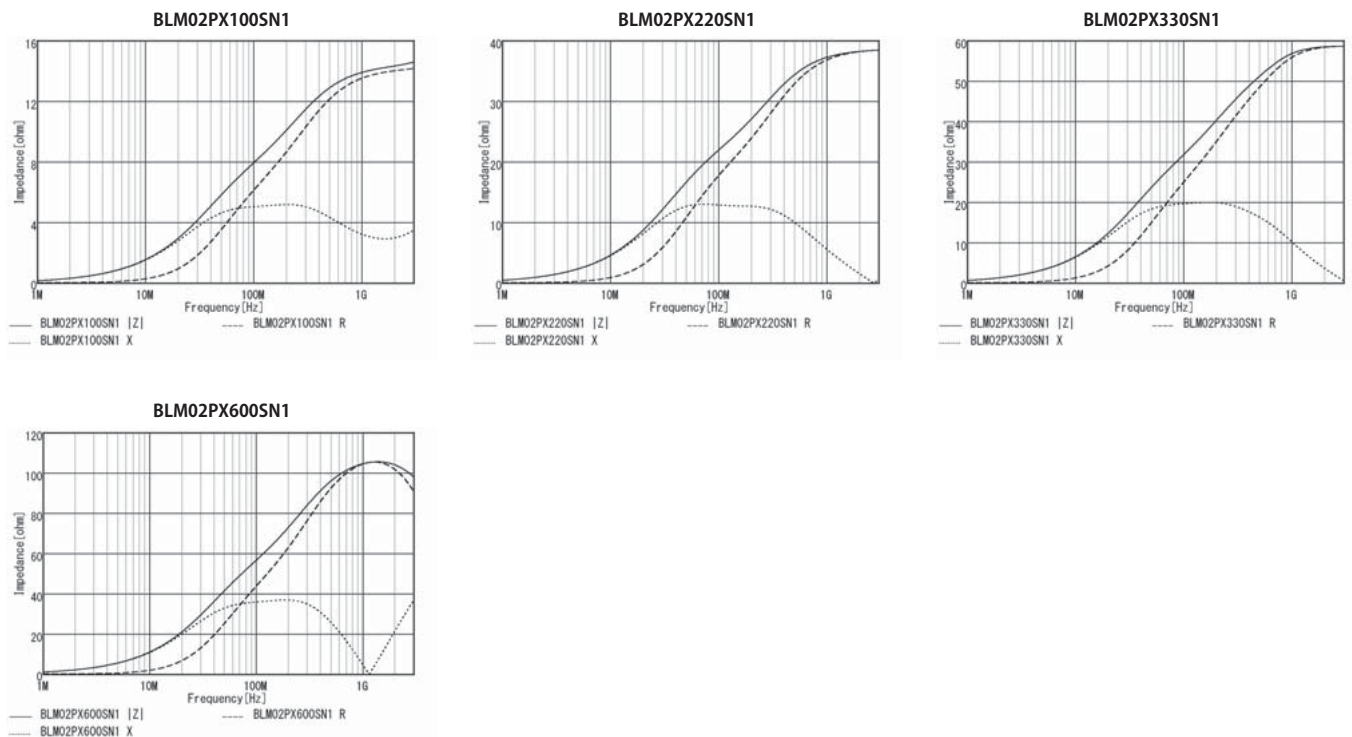 BLM02PX100SN1
16
12
8
4
0
Impedance[ohm]
1M 10M 100M 1G
Frequency[Hz]
BLM02PX100SN1 |Z| BLM02PX100SN1 R
BLM02PX100SN1 X
BLM02PX220SN1
40
30
20
10
0
Impedance[ohm]
1M 10M 100M 1G
Frequency[Hz]
BLM02PX220SN1 |Z| BLM02PX220SN1 R
BLM02PX220SN1 X
BLM02PX330SN1
60
50
40
30
20
10
0
Impedance[ohm]
1M 10M 100M 1G
Frequency[Hz]
BLM02PX330SN1 |Z| BLM02PX330SN1 R
BLM02PX330SN1 X
BLM02PX600SN1
120
100
80
60
40
20
0
Impedance[ohm]
1M 10M 100M 1G
Frequency[Hz]
BLM02PX600SN1 |Z| BLM02PX600SN1 R
BLM02PX600SN1 X